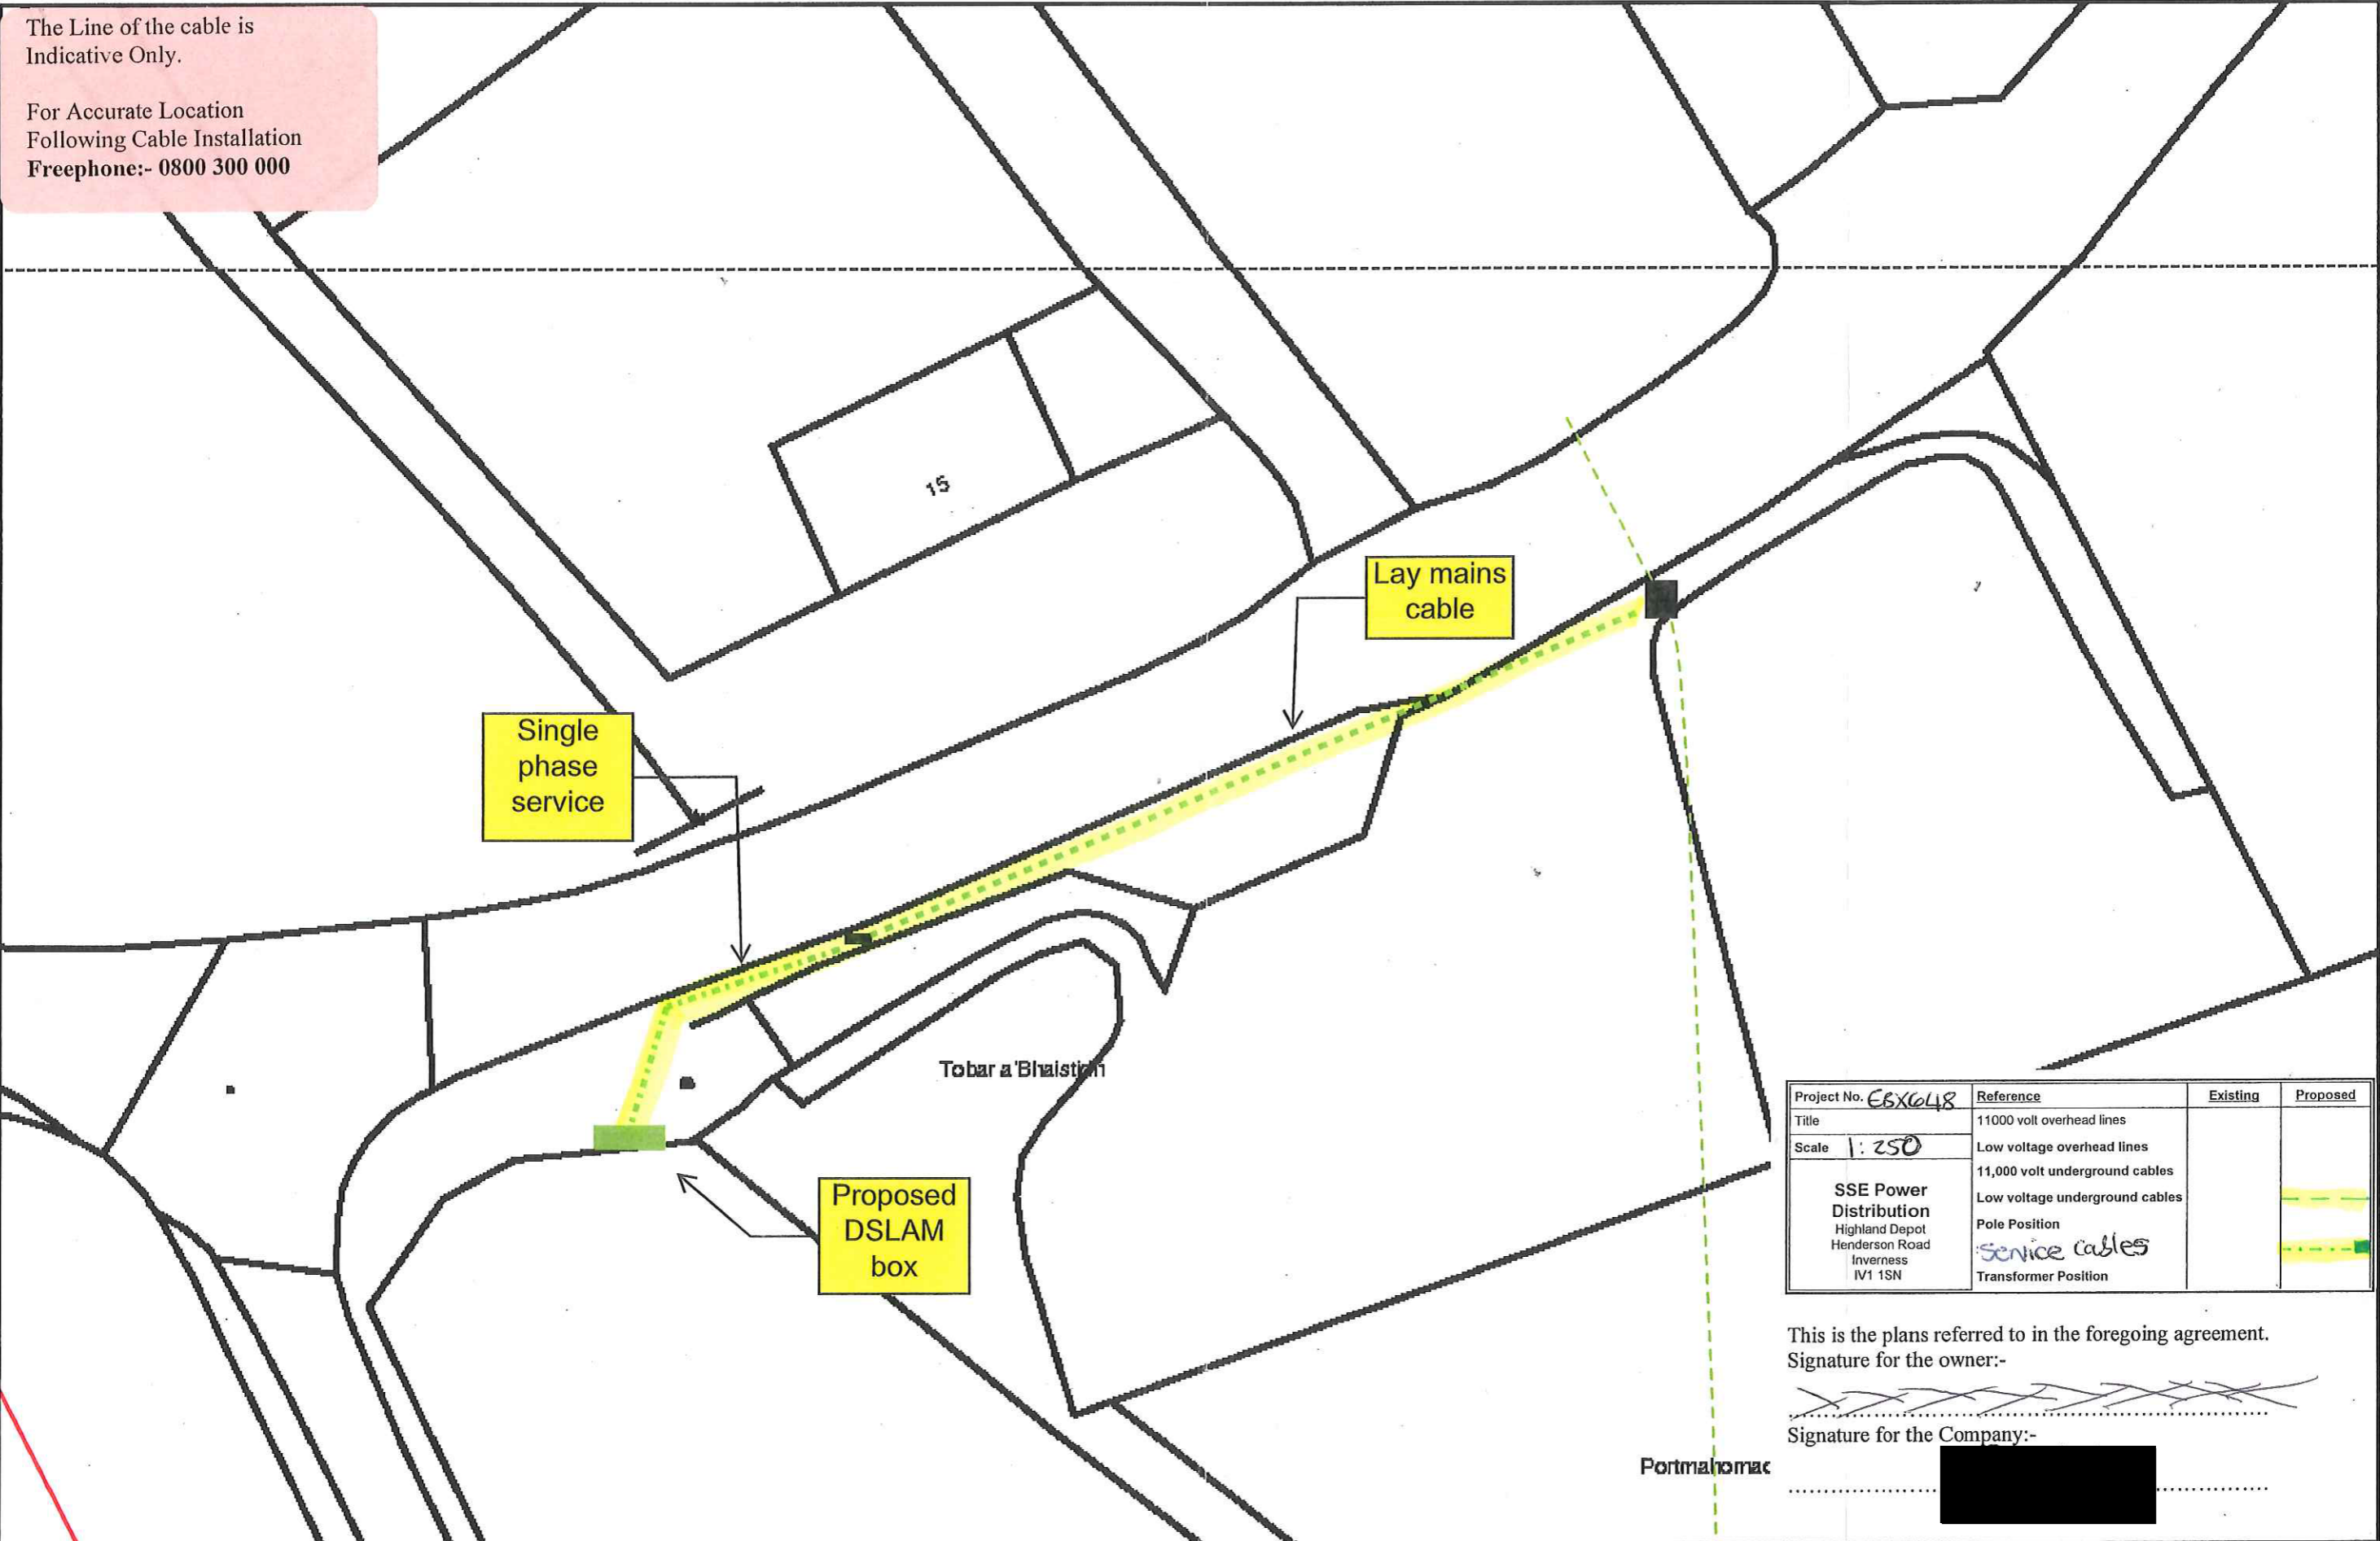 The Line of the cable is
Indicative Only.
For Accurate Location
Following Cable Installation
Freephone:- 0800 300 000
15
Lay mains
cable
Single
phase
service
Tobar a'Bhaistidh
Proposed
DSLAM
box
Project No. EBX648
Title
Scale 1:250
SSE Power
Distribution
Highland Depot
Henderson Road
Inverness
IV1 1SN
Reference
Existing
Proposed
11000 volt overhead lines
Low voltage overhead lines
11,000 volt underground cables
Low voltage underground cables
Pole Position
Service cables
Transformer Position
This is the plans referred to in the foregoing agreement.
Signature for the owner:-
Signature for the Company:-
Portmahomac